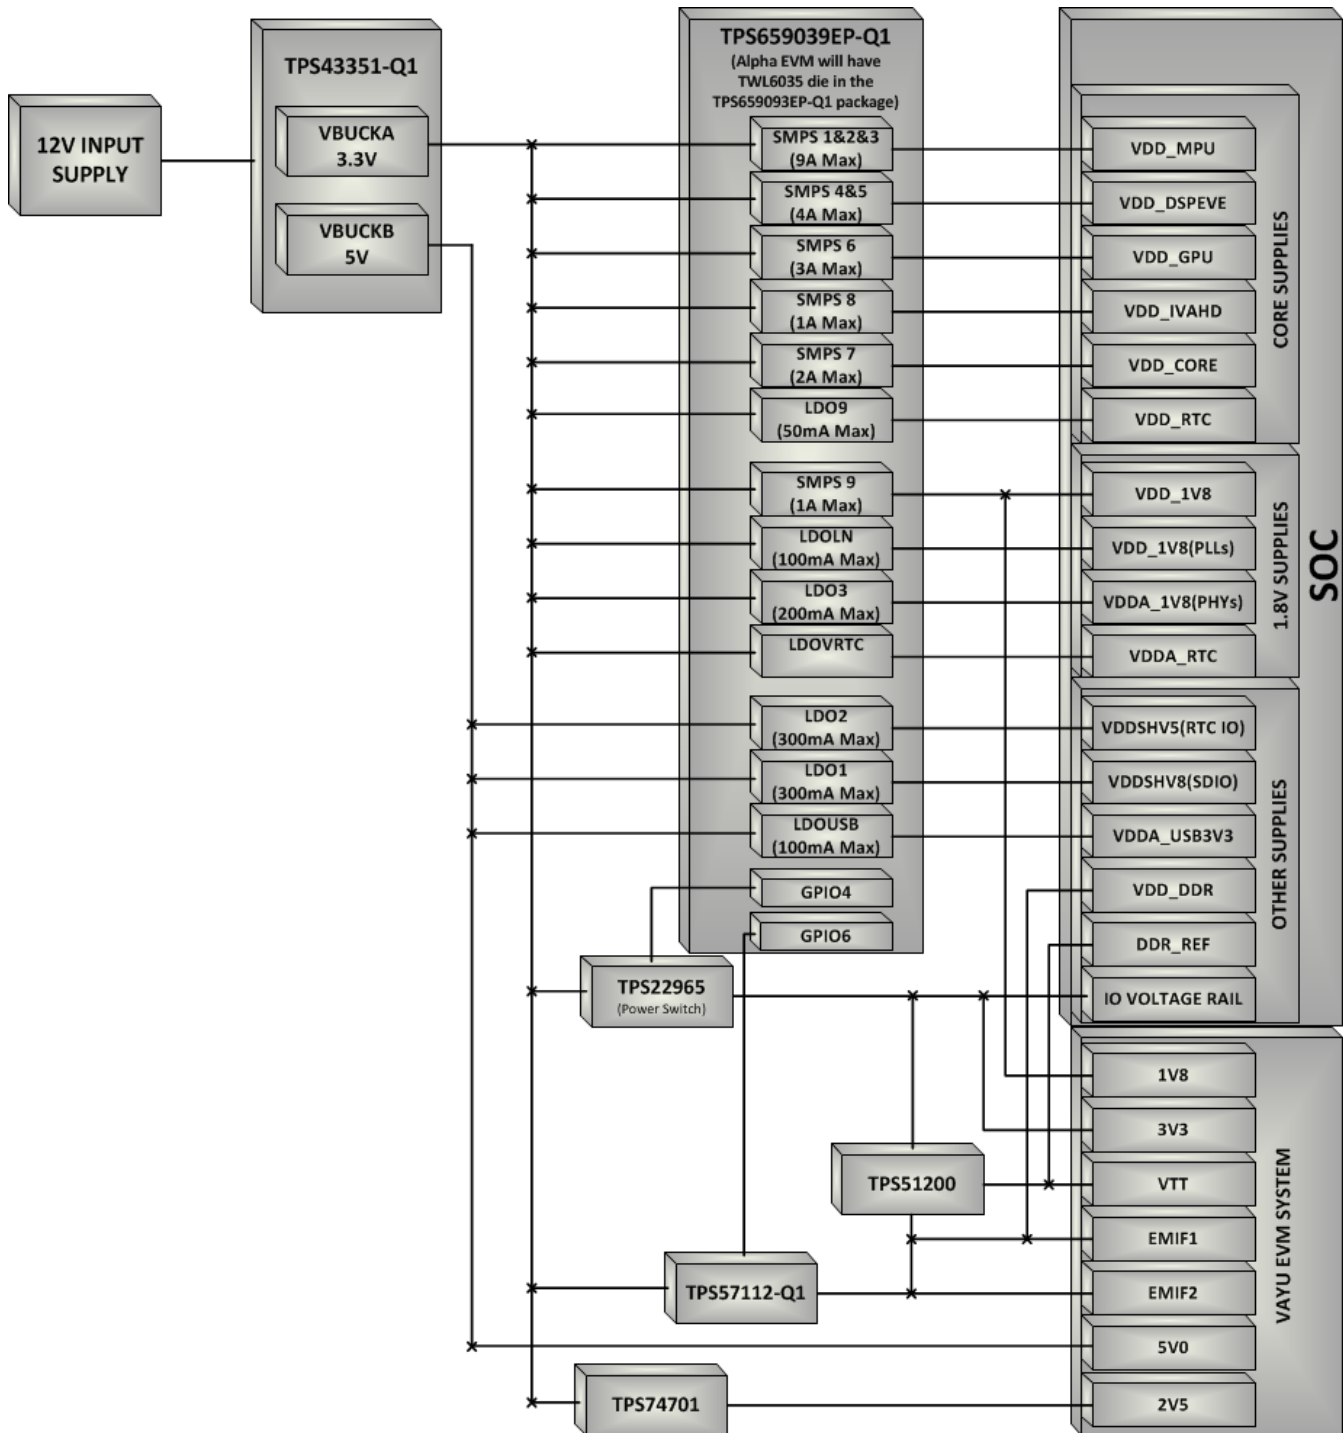 12V INPUT
SUPPLY
TPS43351-Q1
VBUCKA
3.3V
VBUCKB
5V
TPS659039EP-Q1
(Alpha EVM will have
TWL6035 die in the
TPS659093EP-Q1 package)
SMPS 1&2&3
(9A Max)
SMPS 4&5
(4A Max)
SMPS 6
(3A Max)
SMPS 8
(1A Max)
SMPS 7
(2A Max)
LDO9
(50mA Max)
SMPS 9
(1A Max)
LDOLN
(100mA Max)
LDO3
(200mA Max)
LDOVRTC
LDO2
(300mA Max)
LDO1
(300mA Max)
LDOUSB
(100mA Max)
GPIO4
GPIO6
TPS22965
(Power Switch)
TPS51200
TPS57112-Q1
TPS74701
VDD_MPU
VDD_DSPEVE
VDD_GPU
VDD_IVAHD
VDD_CORE
VDD_RTC
CORE SUPPLIES
VDD_1V8
VDD_1V8(PLLs)
VDDA_1V8(PHYs)
VDDA_RTC
1.8V SUPPLIES
VDDSHV5(RTC IO)
VDDSHV8(SDIO)
VDDA_USB3V3
VDD_DDR
DDR_REF
IO VOLTAGE RAIL
OTHER SUPPLIES
SOC
1V8
3V3
VTT
EMIF1
EMIF2
5V0
2V5
VAYU EVM SYSTEM